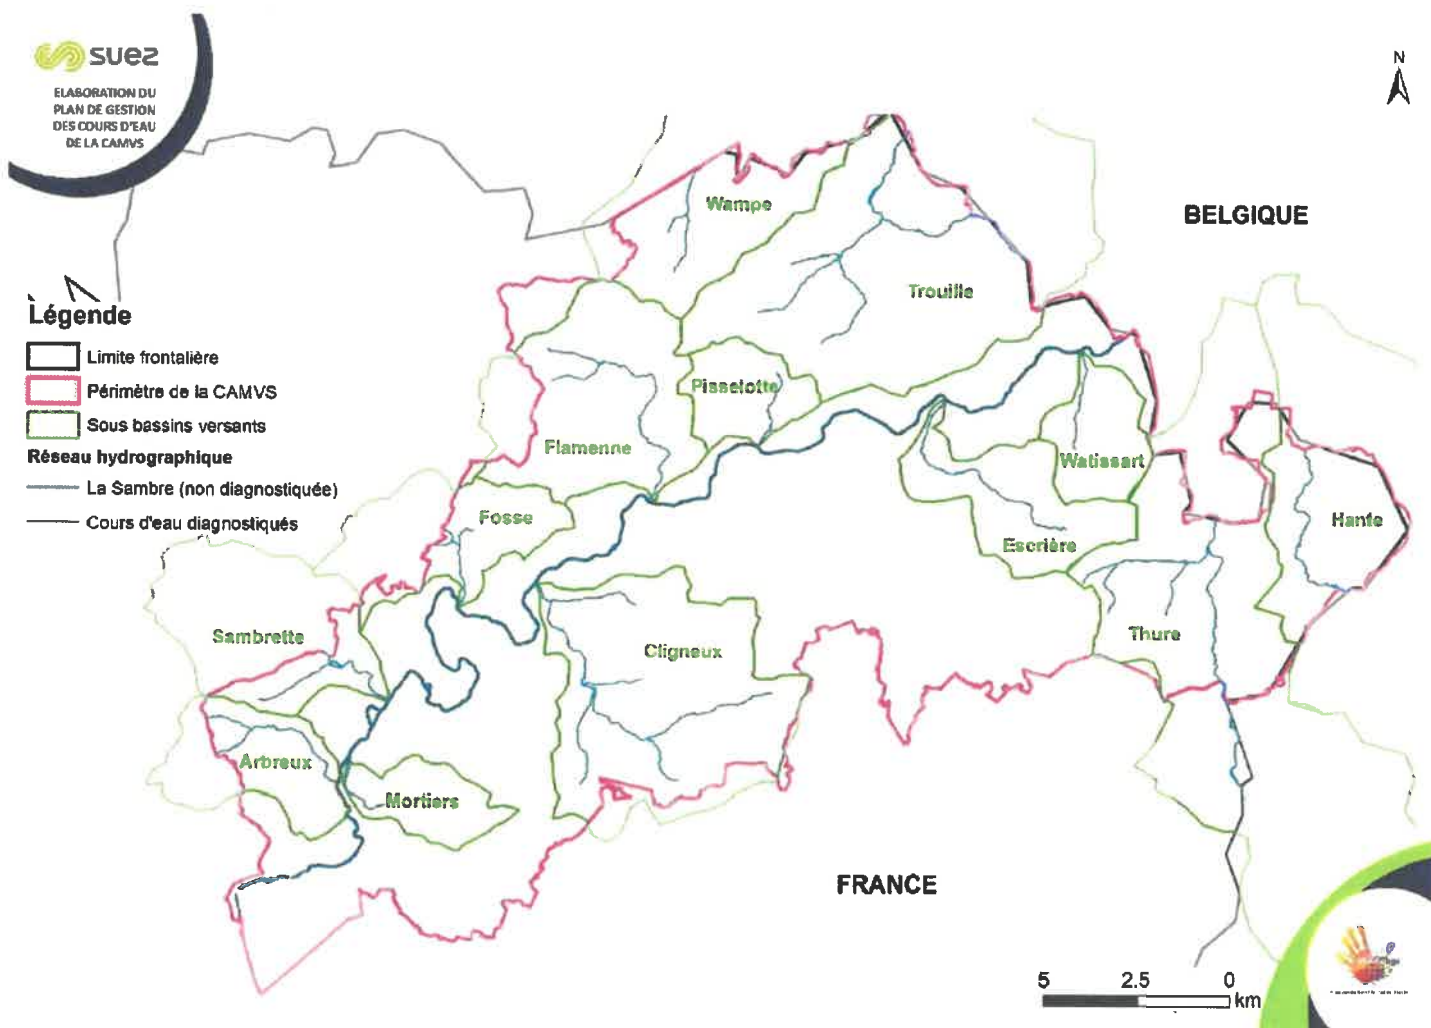 suez
ELABORATION DU
PLAN DE GESTION
DES COURS D'EAU
DE LA CAMVS
N
BELGIQUE
Wampe
Trouille
Légende
Limite frontalière
Périmètre de la CAMVS
Sous bassins versants
Réseau hydrographique
La Sambre (non diagnostiquée)
Cours d'eau diagnostiqués
Pisselotte
Flamenne
Watissart
Fosse
Hante
Escrière
Sambrette
Thure
Cligneux
Arbreux
Mortiers
FRANCE
5 2.5 0
km